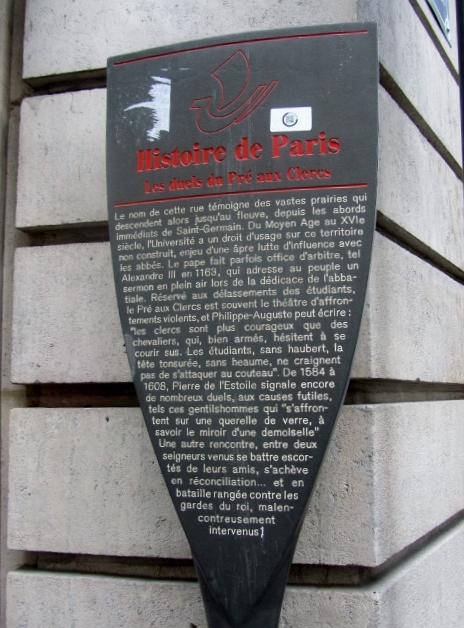 Histoire de Paris
Les duels du Pré aux Clercs
Le nom de cette rue témoigne des vastes prairies qui
descendent alors jusqu'au fleuve, depuis les abords
immédiats de Saint-Germain. Du Moyen Age au XVIe
siècle, l'Université a un droit d'usage sur ce territoire
non construit, enjeu d'une âpre lutte d'influence avec
les abbés. Le pape fait parfois office d'arbitre, tel
Alexandre III en 1163, qui adresse au peuple un
sermon en plein air lors de la dédicace de l'abba-
tiale. Réservé aux délassements des étudiants,
le Pré aux Clercs est souvent le théâtre d'affron-
tements violents, et Philippe-Auguste peut écrire :
"les clercs sont plus courageux que des
chevaliers, qui, bien armés, hésitent à se
courir sus. Les étudiants, sans haubert, la
tête tonsurée, sans heaume, ne craignent
pas de s'attaquer au couteau". De 1584 à
1608, Pierre de l'Estoile signale encore
de nombreux duels, aux causes futiles,
tels ces gentilshommes qui "s'affron-
tent sur une querelle de verre, à
savoir le miroir d'une demoiselle"
Une autre rencontre, entre deux
seigneurs venus se battre escor-
tés de leurs amis, s'achève
en réconciliation... et en
bataille rangée contre les
gardes du roi, malen-
contreusement
intervenus!